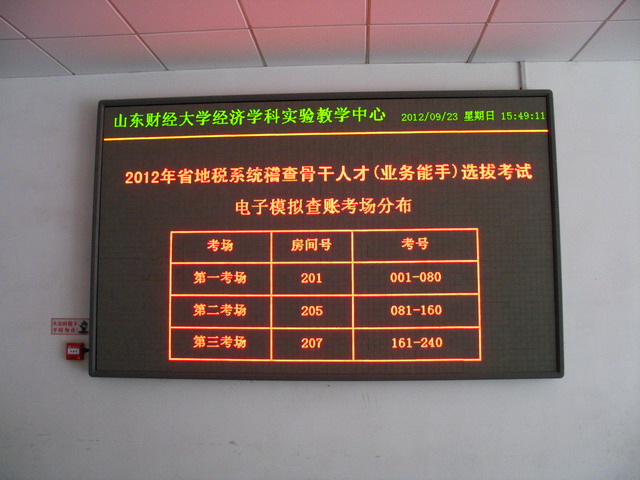 山东财经大学经济学科实验教学中心 2012/09/23 星期日 15:49:11
2012年省地税系统稽查骨干人才(业务能手)选拔考试
电子模拟查账考场分布
考场 房间号 考号
第一考场 201 001-080
第二考场 205 081-160
第三考场 207 161-240